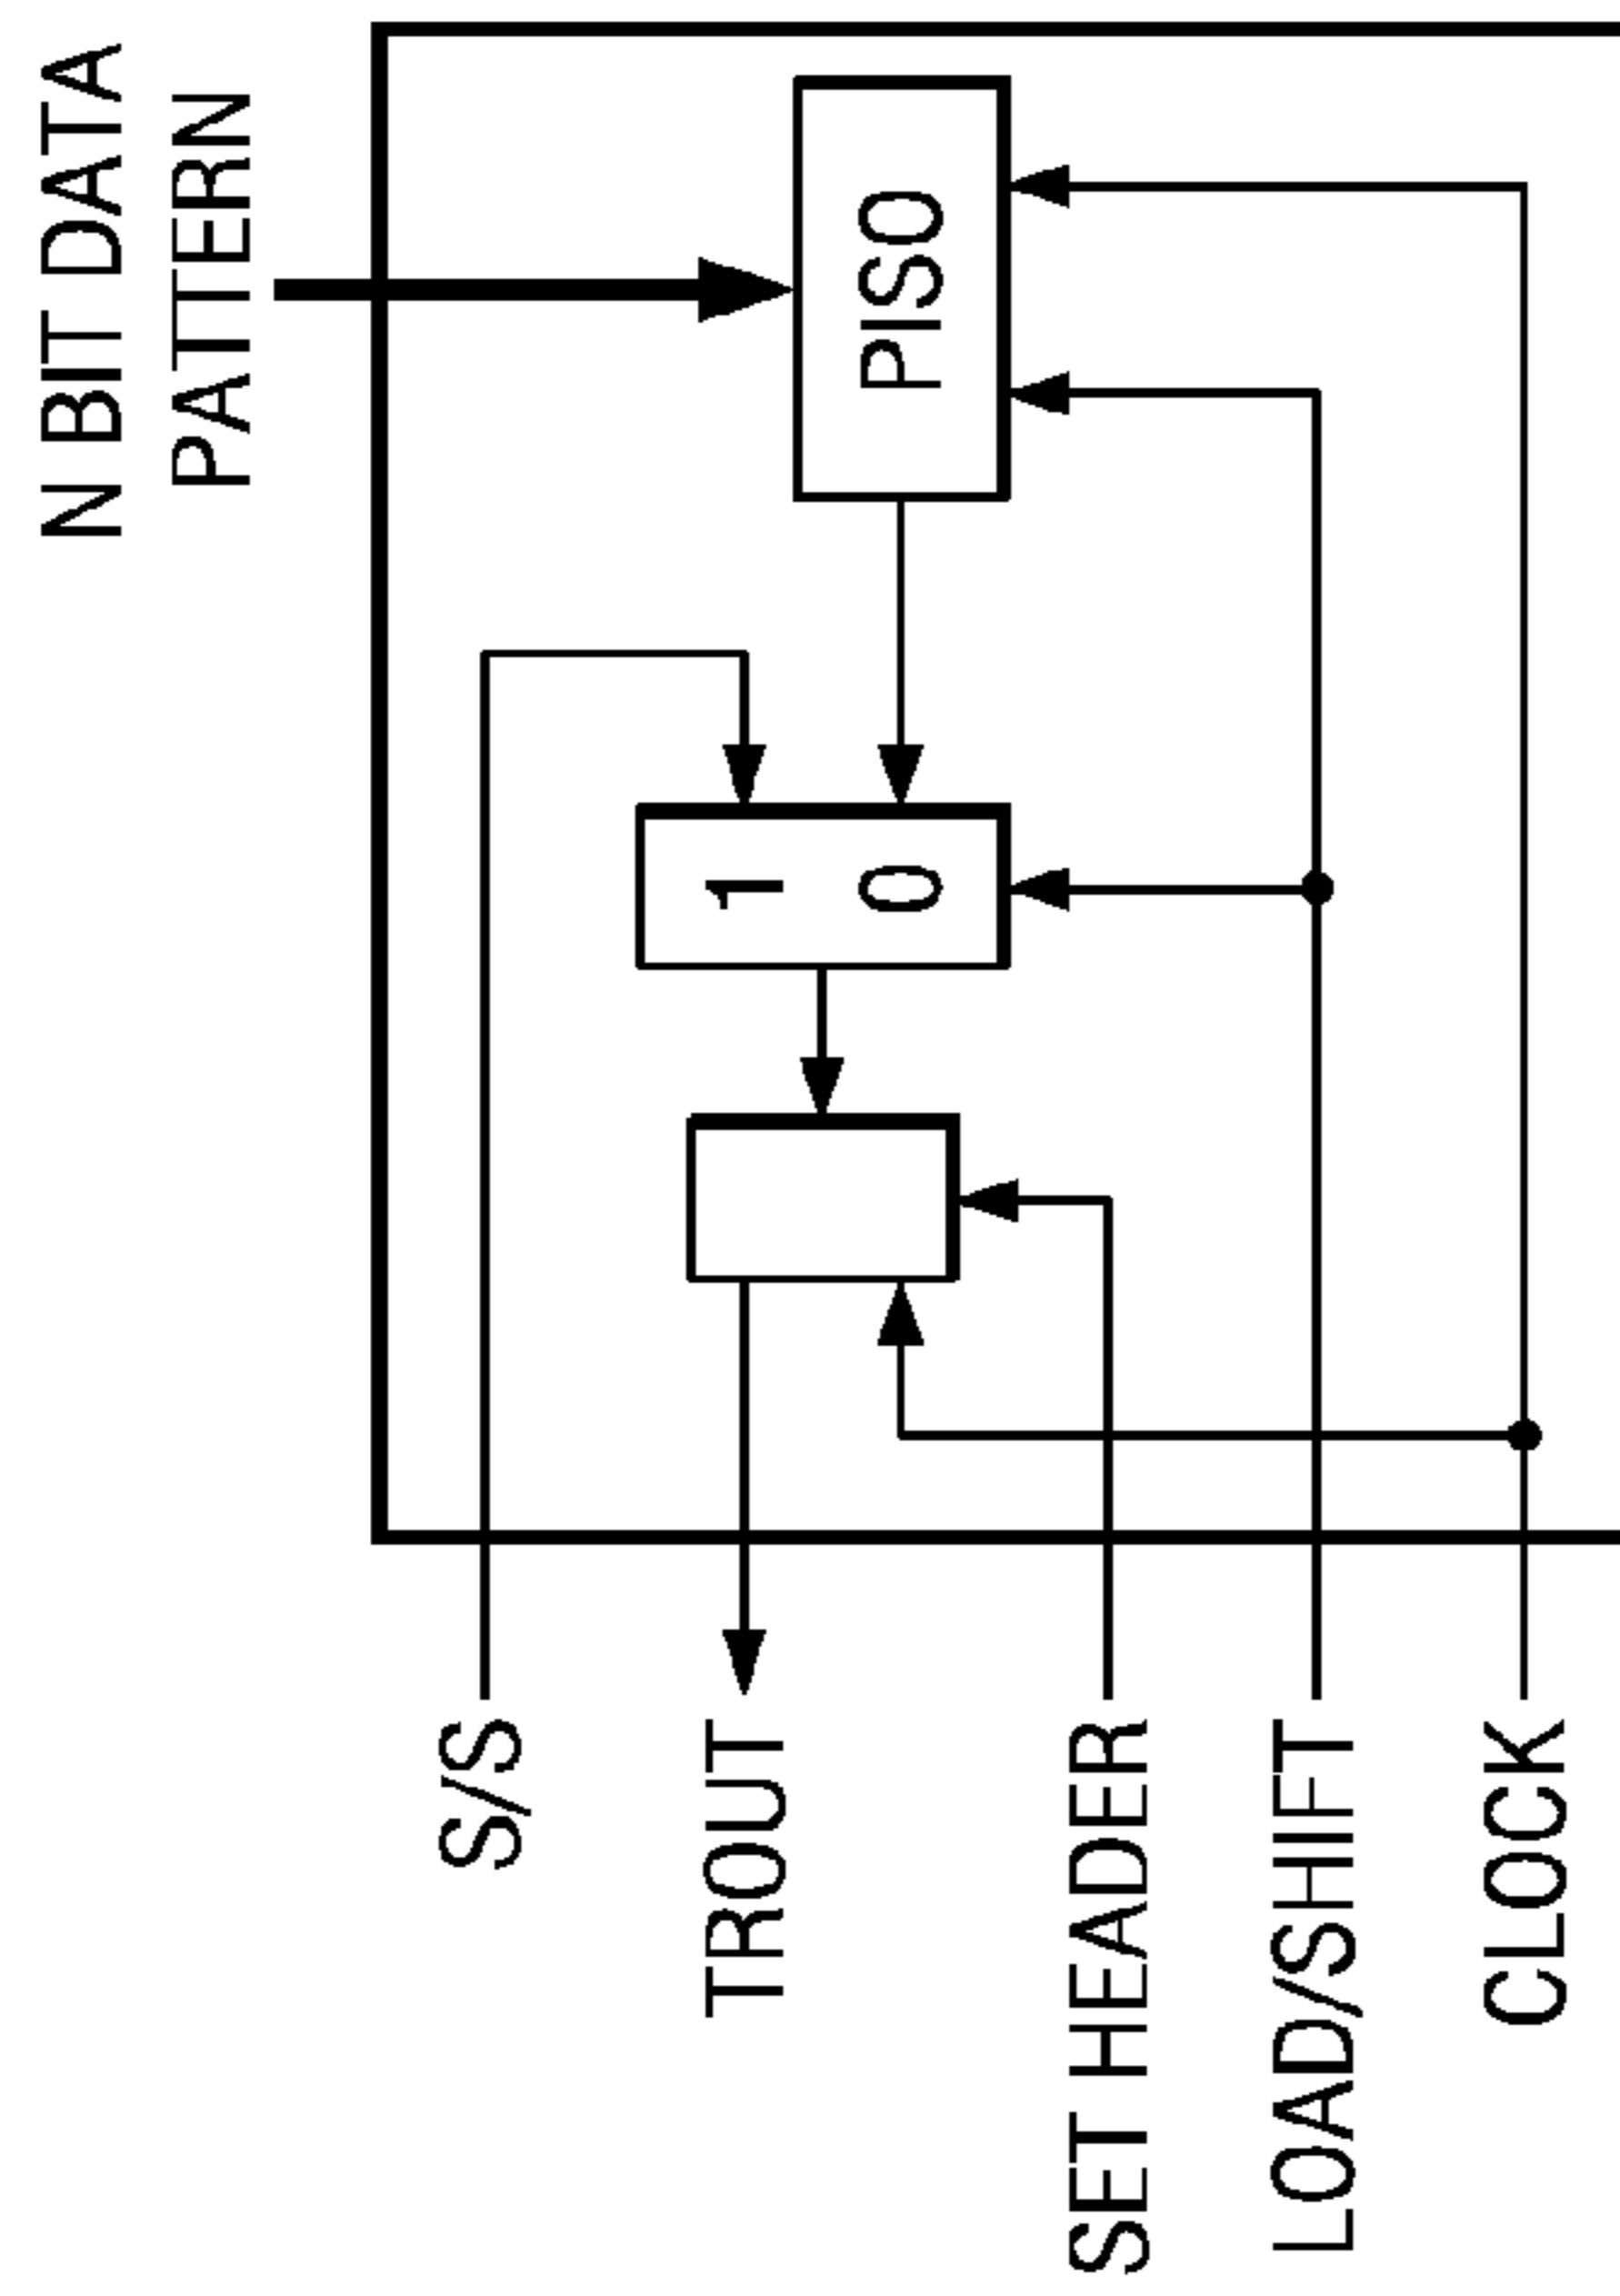 N BIT DATA
PATTERN
PISO
1
0
S/S
TROUT
SET HEADER
LOAD/SHIFT
CLOCK